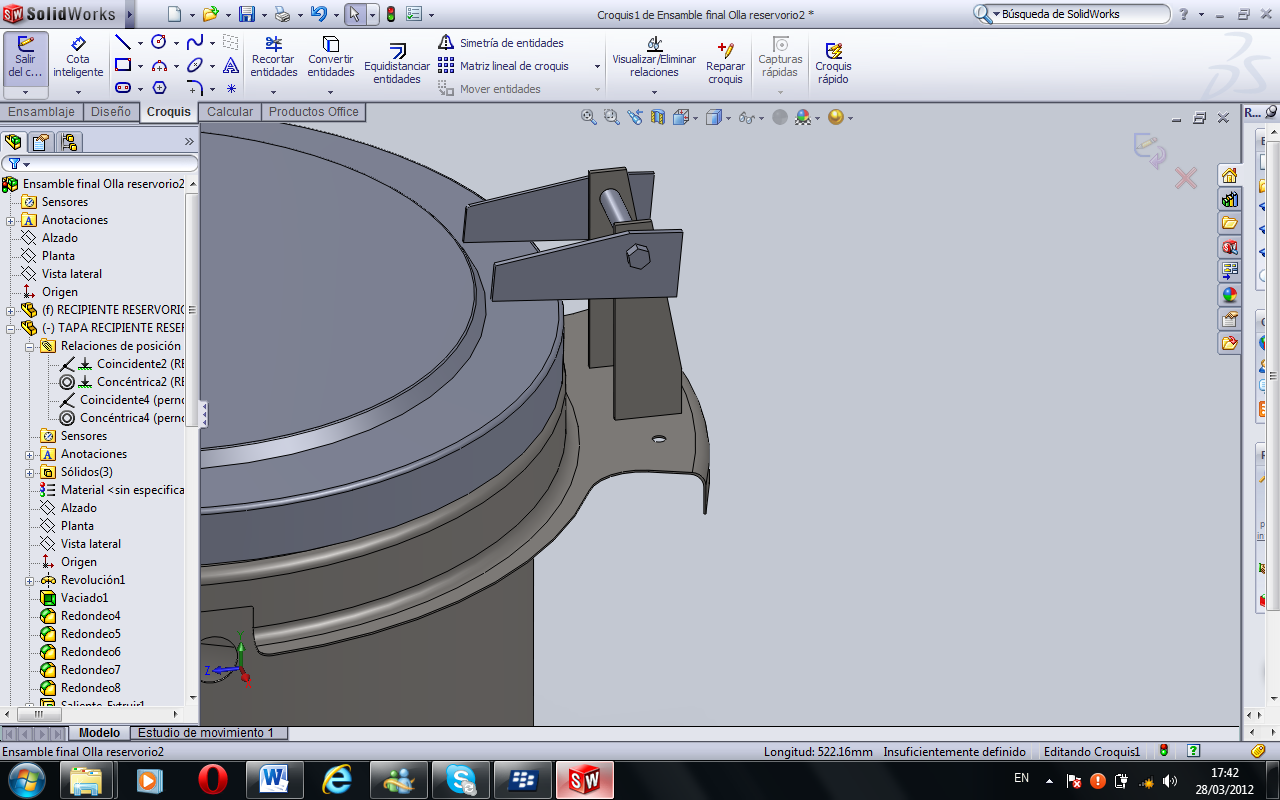 SolidWorks
Croquis1 de Ensamble final Olla reservorio2 *
Búsqueda de SolidWorks
Salir del c...
Cota inteligente
Recortar entidades
Convertir entidades
Equidistanciar entidades
Simetría de entidades
Matriz lineal de croquis
Mover entidades
Visualizar/Eliminar relaciones
Reparar croquis
Capturas rápidas
Croquis rápido
Ensamblaje
Diseño
Croquis
Calcular
Productos Office
R...
Ensamble final Olla reservorio2
Sensores
Anotaciones
Alzado
Planta
Vista lateral
Origen
(f) RECIPIENTE RESERVORIO
(-) TAPA RECIPIENTE RESER
Relaciones de posición
Coincidente2 (RE
Concéntrica2 (RE
Coincidente4 (perno
Concéntrica4 (perno
Sensores
Anotaciones
Sólidos(3)
Material <sin especifica
Alzado
Planta
Vista lateral
Origen
Revolución1
Vaciado1
Redondeo4
Redondeo5
Redondeo6
Redondeo7
Redondeo8
Saliente-Extruir1
Z
Modelo
Estudio de movimiento 1
Ensamble final Olla reservorio2
Longitud: 522.16mm
Insuficientemente definido
Editando Croquis1
EN
17:42
28/03/2012